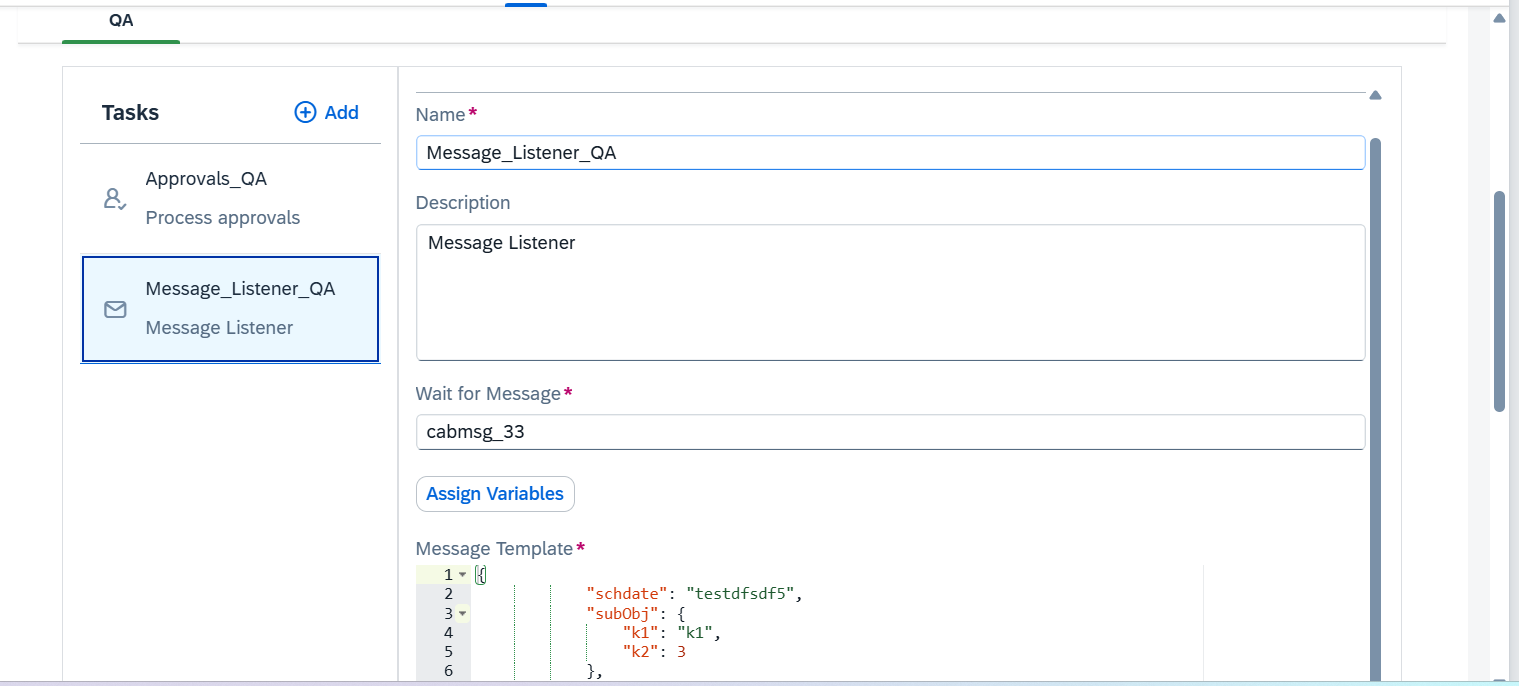 QA
Tasks
Add
Approvals_QA
Process approvals
Message_Listener_QA
Message Listener
Name*
Message_Listener_QA
Description
Message Listener
Wait for Message*
cabmsg_33
Assign Variables
Message Template*
1 {
2 "schdate": "testdfsdf5",
3 "subObj": {
4 "k1": "k1",
5 "k2": 3
6 },